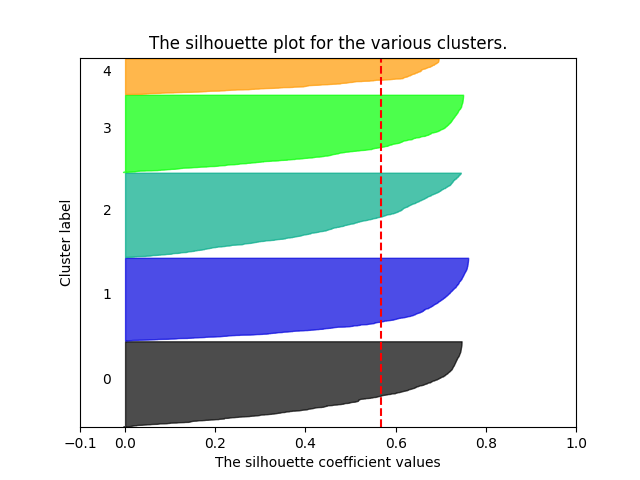 The silhouette plot for the various clusters.
4
3
2
1
0
Cluster label
−0.1 0.0 0.2 0.4 0.6 0.8 1.0
The silhouette coefficient values